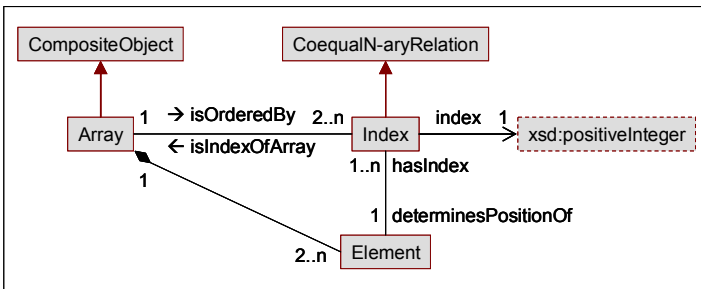 CompositeObject
CoequalN-aryRelation
1 → isOrderedBy 2..n
index 1
Array
Index
xsd:positiveInteger
← isIndexOfArray
1..n hasIndex
1
1 determinesPositionOf
2..n
Element